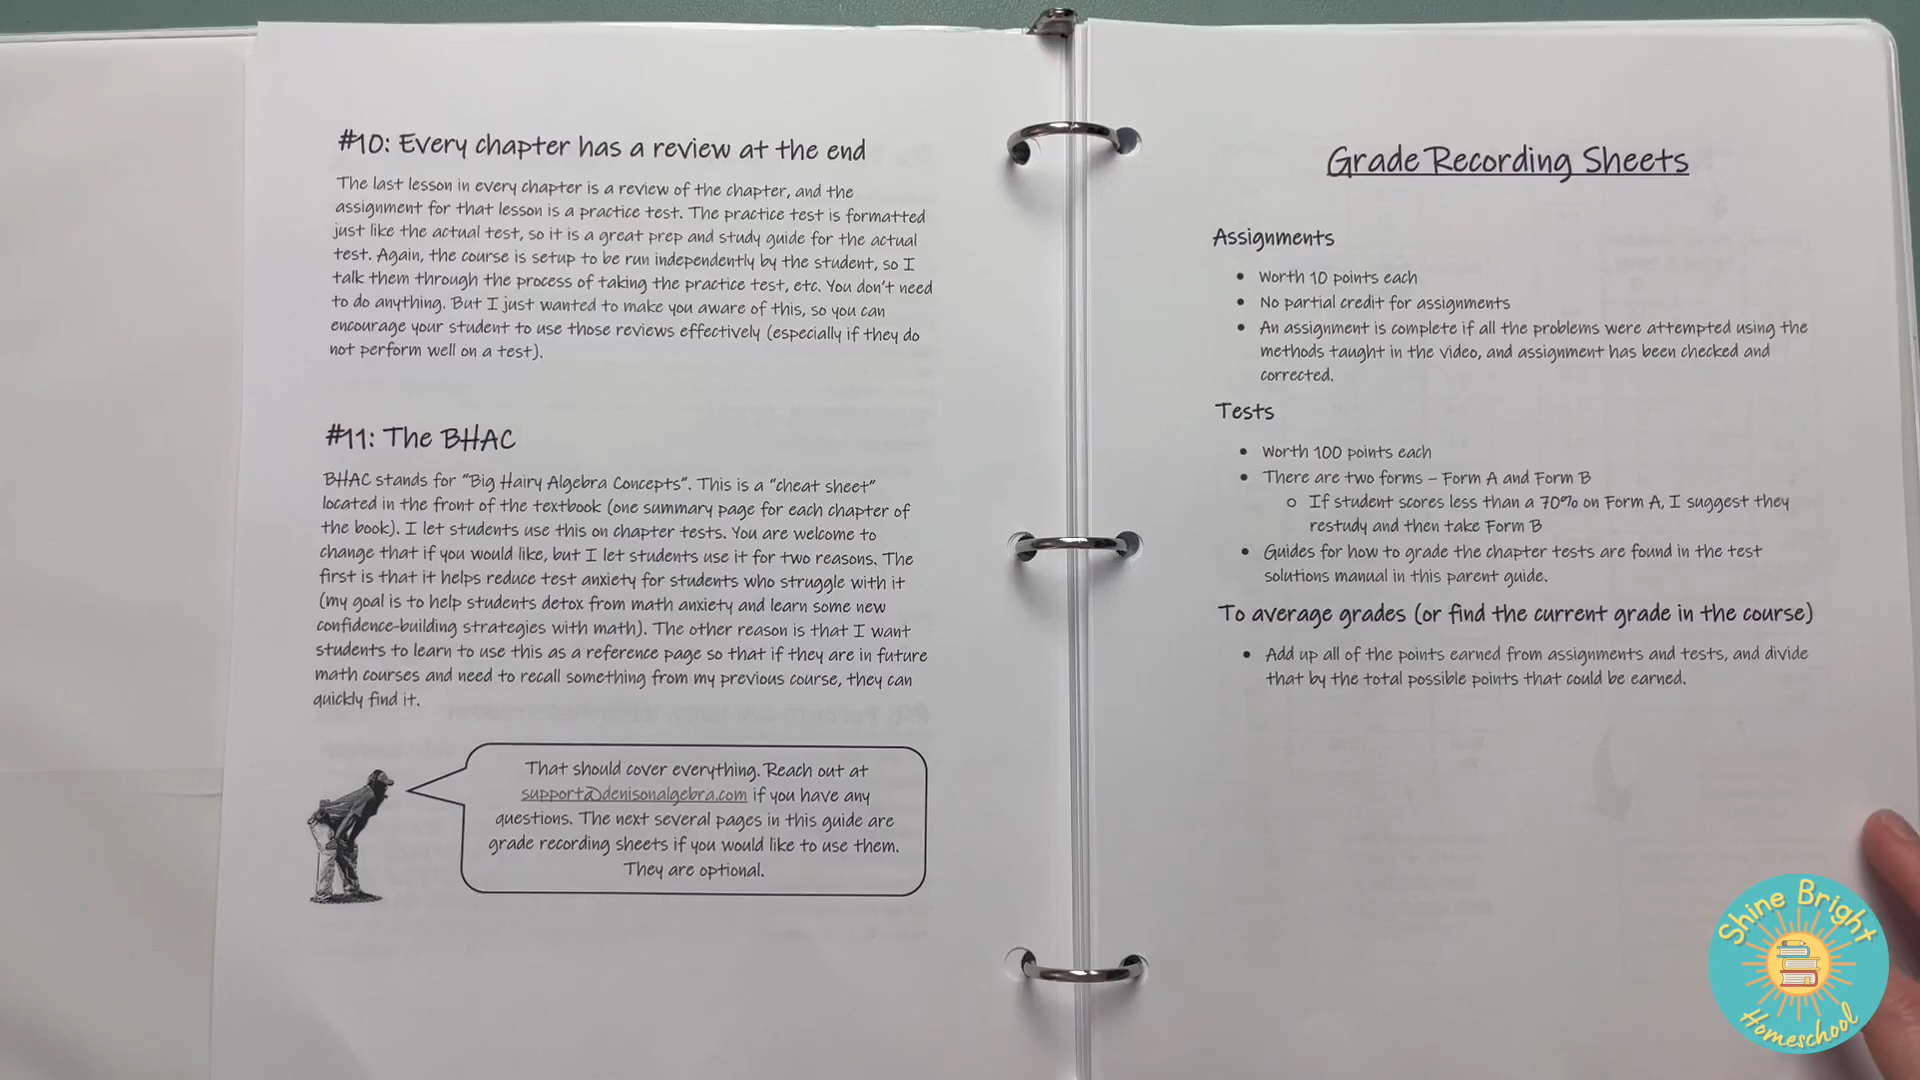 #10: Every chapter has a review at the end
The last lesson in every chapter is a review of the chapter, and the
assignment for that lesson is a practice test. The practice test is formatted
just like the actual test, so it is a great prep and study guide for the actual
test. Again, the course is setup to be run independently by the student, so I
talk them through the process of taking the practice test, etc. You don't need
to do anything. But I just wanted to make you aware of this, so you can
encourage your student to use those reviews effectively (especially if they do
not perform well on a test).
#11: The BHAC
BHAC stands for "Big Hairy Algebra Concepts". This is a "cheat sheet"
located in the front of the textbook (one summary page for each chapter of
the book). I let students use this on chapter tests. You are welcome to
change that if you would like, but I let students use it for two reasons. The
first is that it helps reduce test anxiety for students who struggle with it
(my goal is to help students detox from math anxiety and learn some new
confidence-building strategies with math). The other reason is that I want
students to learn to use this as a reference page so that if they are in future
math courses and need to recall something from my previous course, they can
quickly find it.
That should cover everything. Reach out at
support@denisonalgebra.com if you have any
questions. The next several pages in this guide are
grade recording sheets if you would like to use them.
They are optional.
Grade Recording Sheets
Assignments
• Worth 10 points each
• No partial credit for assignments
• An assignment is complete if all the problems were attempted using the
methods taught in the video, and assignment has been checked and
corrected.
Tests
• Worth 100 points each
• There are two forms – Form A and Form B
o If student scores less than a 70% on Form A, I suggest they
restudy and then take Form B
• Guides for how to grade the chapter tests are found in the test
solutions manual in this parent guide.
To average grades (or find the current grade in the course)
• Add up all of the points earned from assignments and tests, and divide
that by the total possible points that could be earned.
Shine Bright
Homeschool